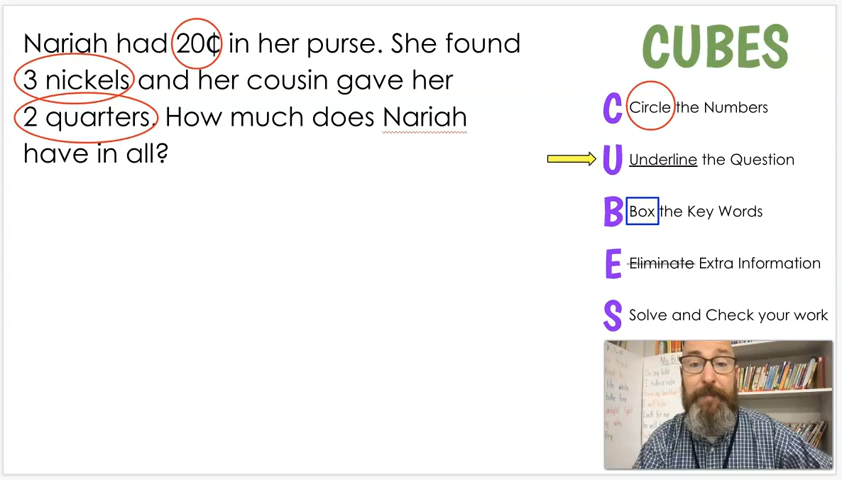 Nariah had 20¢ in her purse. She found
3 nickels and her cousin gave her
2 quarters. How much does Nariah
have in all?
CUBES
C Circle the Numbers
U Underline the Question
B Box the Key Words
E Eliminate Extra Information
S Solve and Check your work